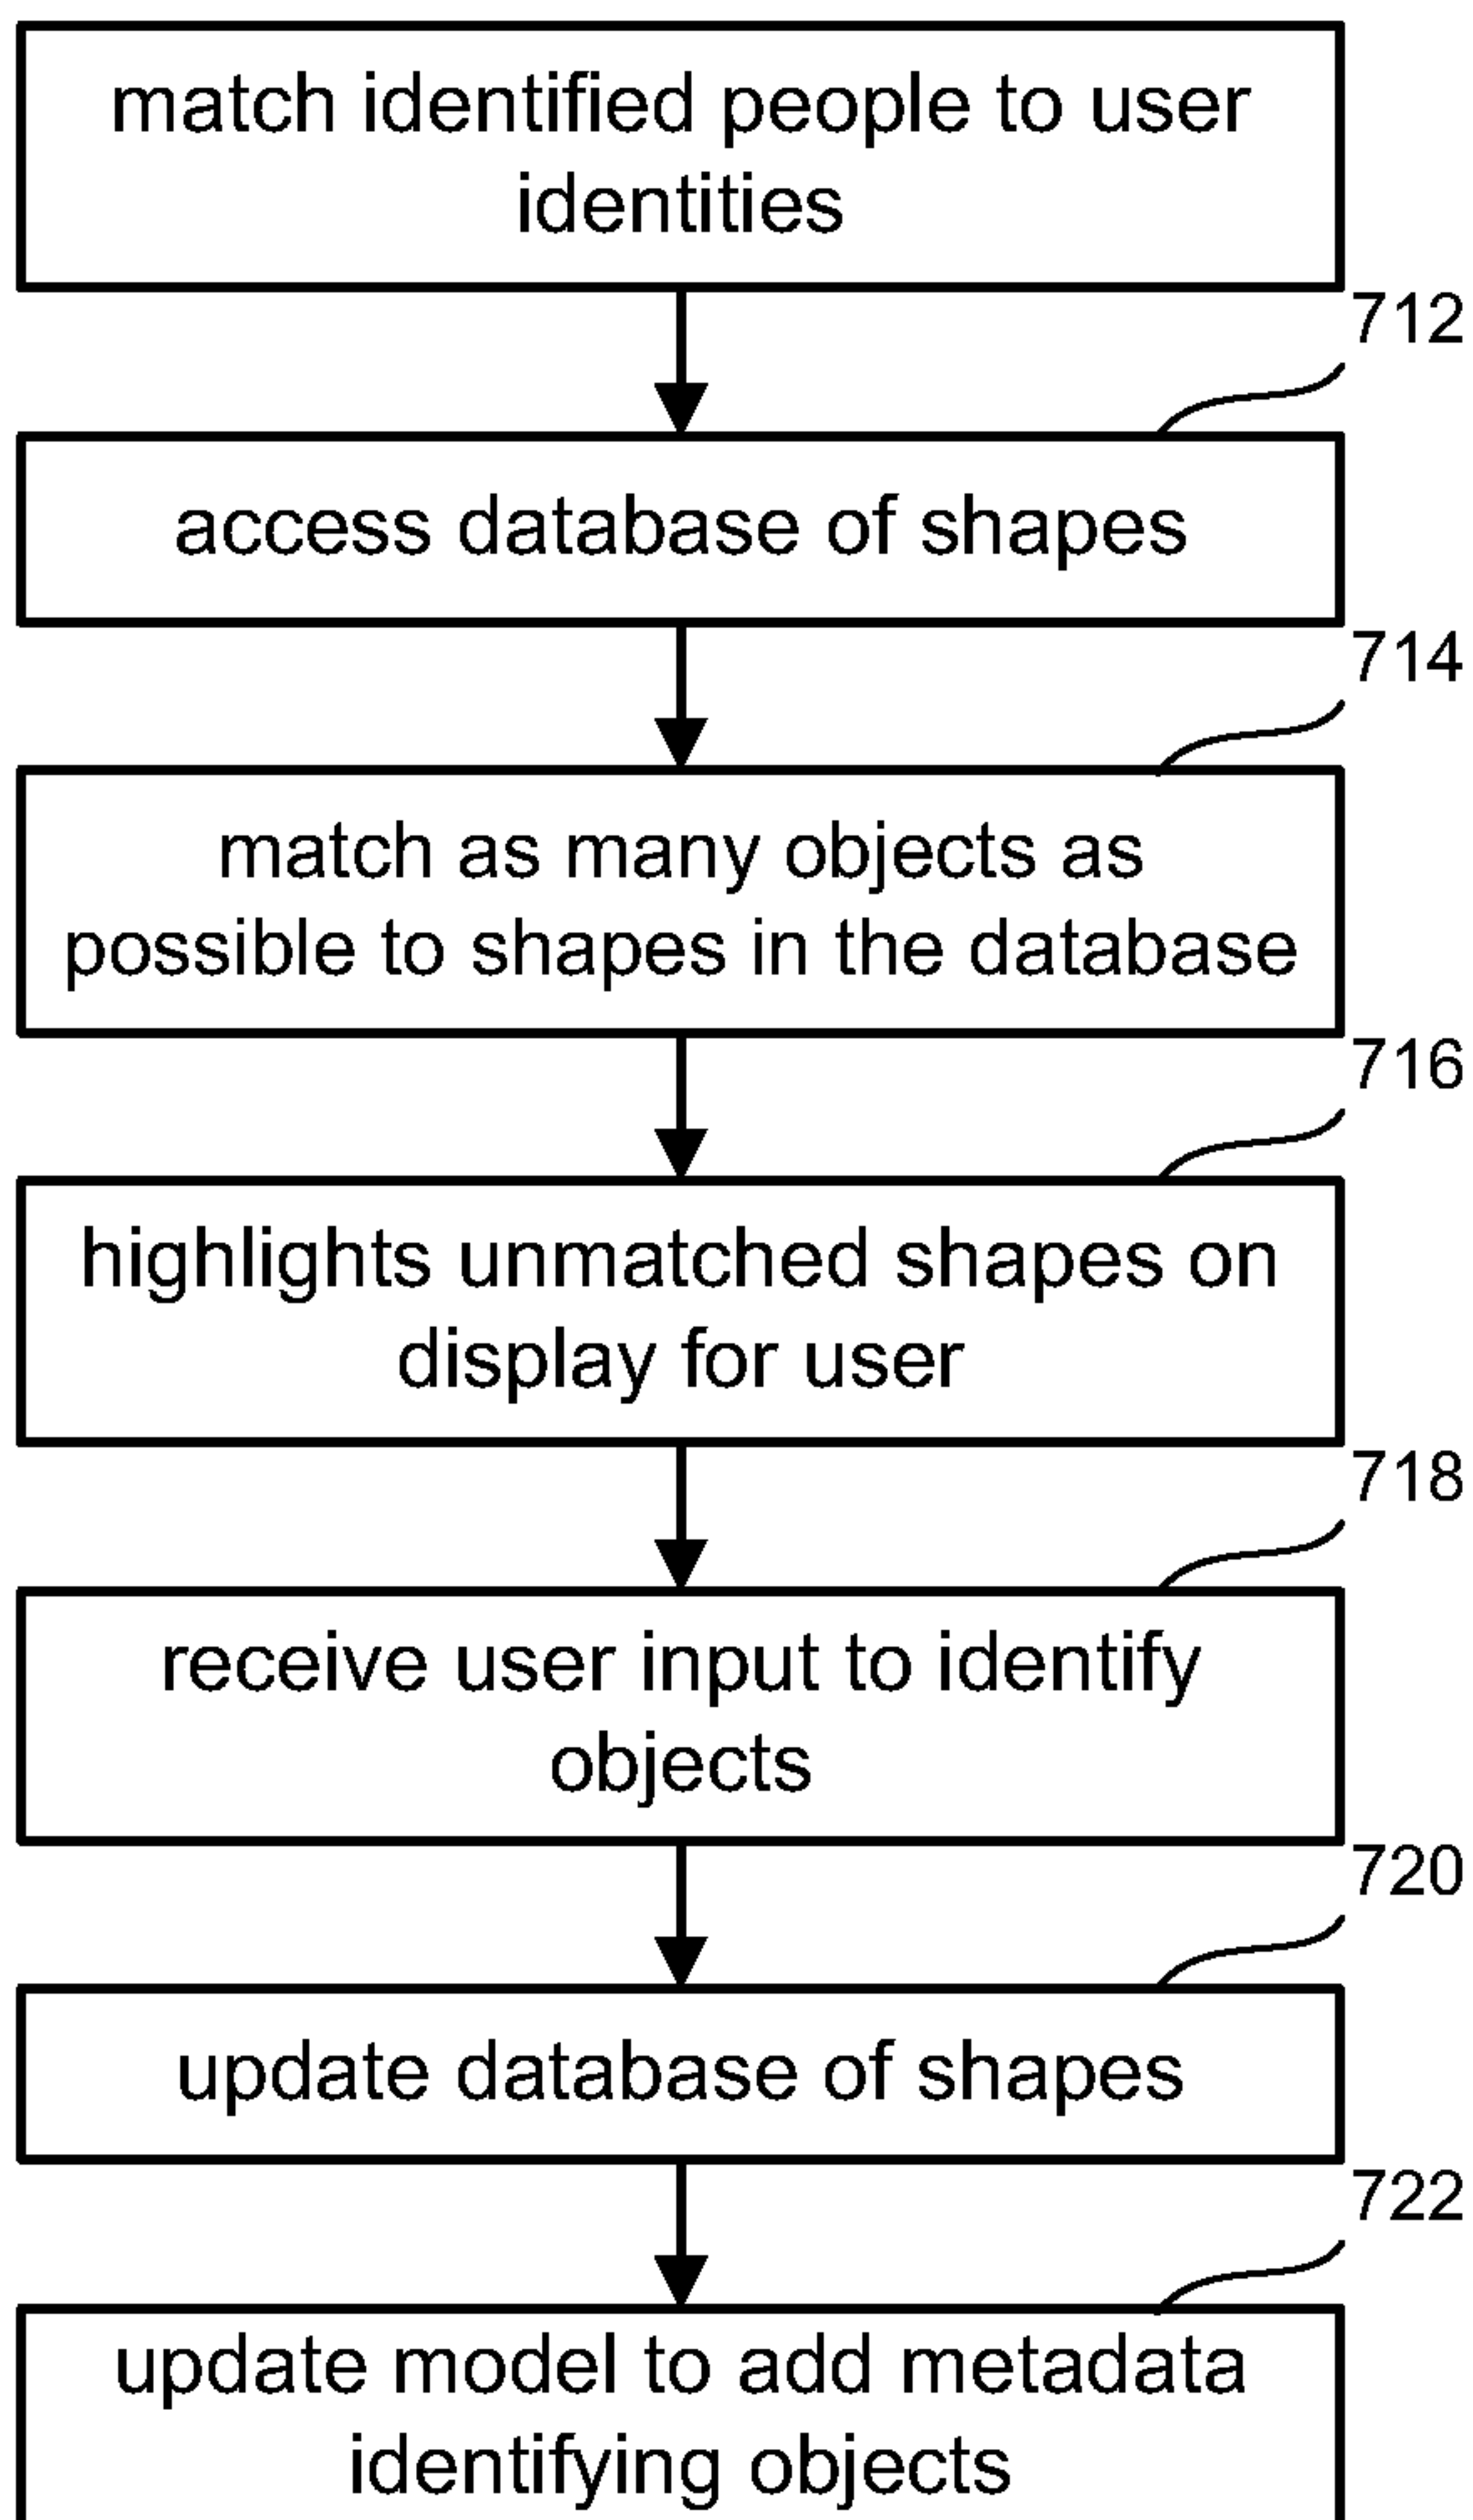 match identified people to user
identities
712
access database of shapes
714
match as many objects as
possible to shapes in the database
716
highlights unmatched shapes on
display for user
718
receive user input to identify
objects
720
update database of shapes
722
update model to add metadata
identifying objects